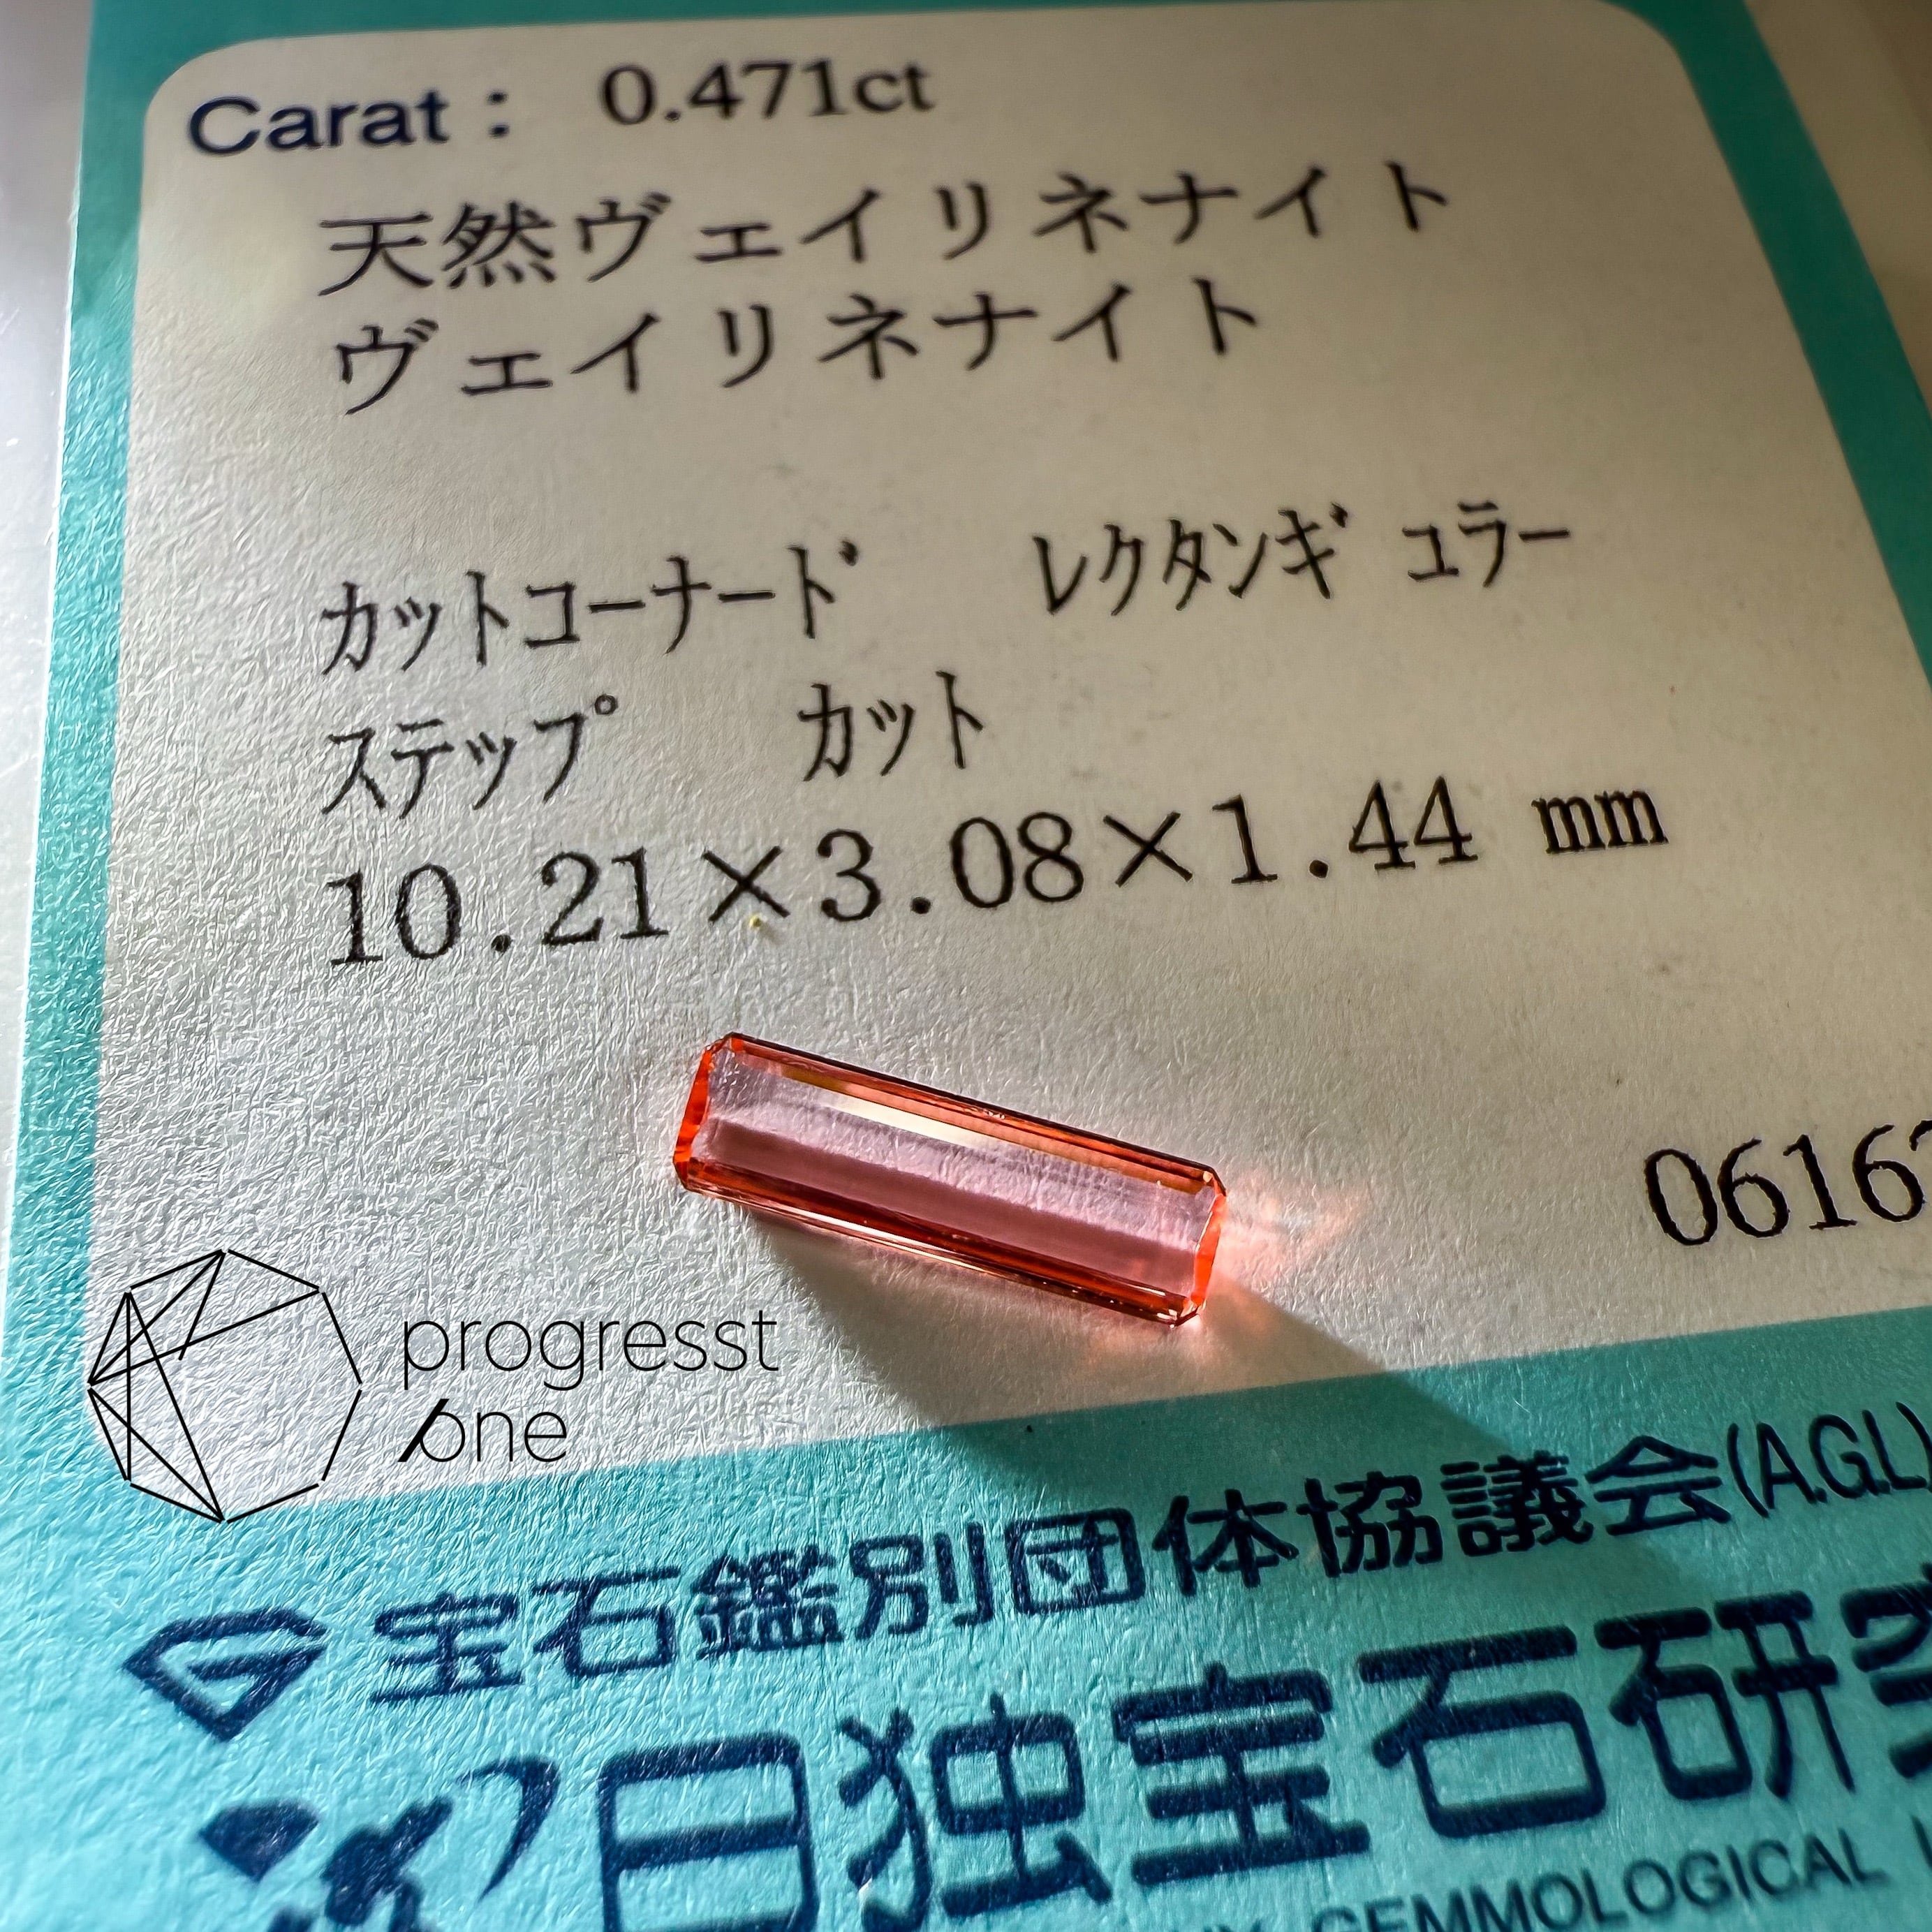 Carat： 0.471ct
天然ヴェイリネナイト
ヴェイリネナイト
ｶｯﾄｺｰﾅｰﾄﾞ ﾚｸﾀﾝｷﾞｭﾗｰ
ｽﾃｯﾌﾟ ｶｯﾄ
10.21×3.08×1.44 mm
0616
progresst
one
宝石鑑別団体協議会(A.G.L)
日独宝石研
GEMMOLOGICAL